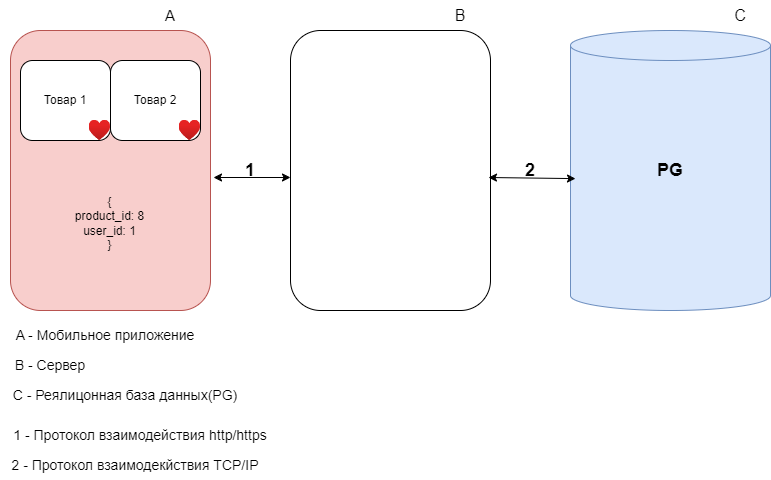 A
B
C
Товар 1
Товар 2
1
2
PG
{
product_id: 8
user_id: 1
}
A - Мобильное приложение
B - Сервер
C - Реялицонная база данных(PG)
1 - Протокол взаимодействия http/https
2 - Протокол взаимодекйствия TCP/IP